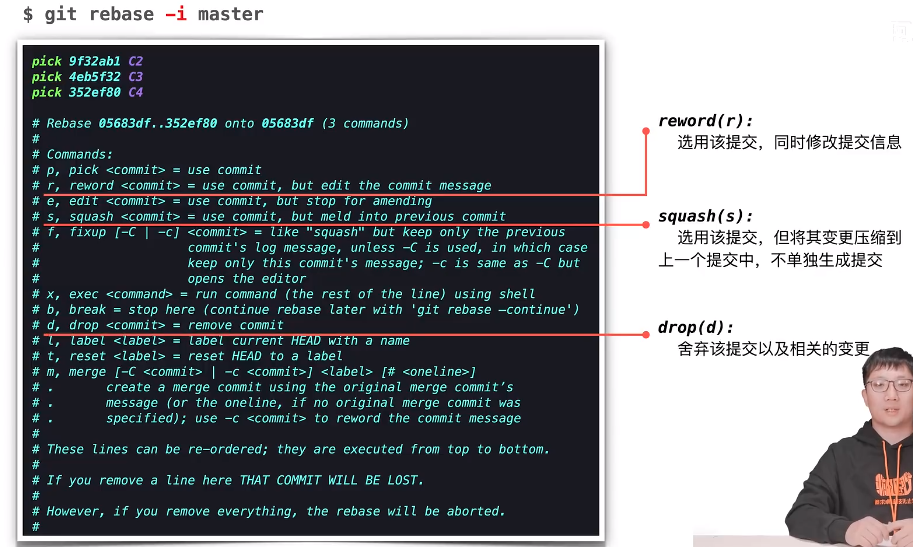 $ git rebase -i master
pick 9f32ab1 C2
pick 4eb5f32 C3
pick 352ef80 C4
# Rebase 05683df..352ef80 onto 05683df (3 commands)
#
# Commands:
# p, pick <commit> = use commit
# r, reword <commit> = use commit, but edit the commit message
# e, edit <commit> = use commit, but stop for amending
# s, squash <commit> = use commit, but meld into previous commit
# f, fixup [-C | -c] <commit> = like "squash" but keep only the previous
#                    commit's log message, unless -C is used, in which case
#                    keep only this commit's message; -c is same as -C but
#                    opens the editor
# x, exec <command> = run command (the rest of the line) using shell
# b, break = stop here (continue rebase later with 'git rebase —continue')
# d, drop <commit> = remove commit
# l, label <label> = label current HEAD with a name
# t, reset <label> = reset HEAD to a label
# m, merge [-C <commit> | -c <commit>] <label> [# <oneline>]
# .       create a merge commit using the original merge commit’s
# .       message (or the oneline, if no original merge commit was
# .       specified); use -c <commit> to reword the commit message
#
# These lines can be re-ordered; they are executed from top to bottom.
#
# If you remove a line here THAT COMMIT WILL BE LOST.
#
# However, if you remove everything, the rebase will be aborted.
#
reword(r):
选用该提交，同时修改提交信息
squash(s):
选用该提交，但将其变更压缩到
上一个提交中，不单独生成提交
drop(d):
舍弃该提交以及相关的变更